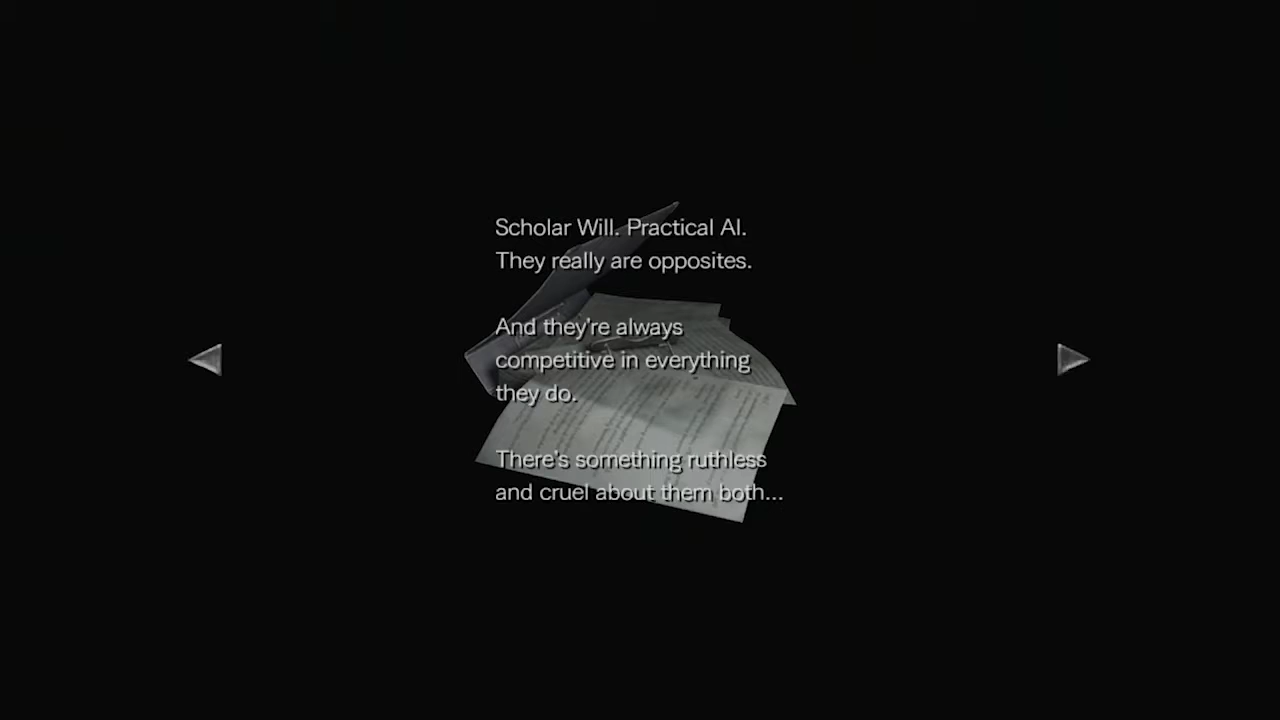 Scholar Will. Practical Al.
They really are opposites.
And they're always
competitive in everything
they do.
There's something ruthless
and cruel about them both...